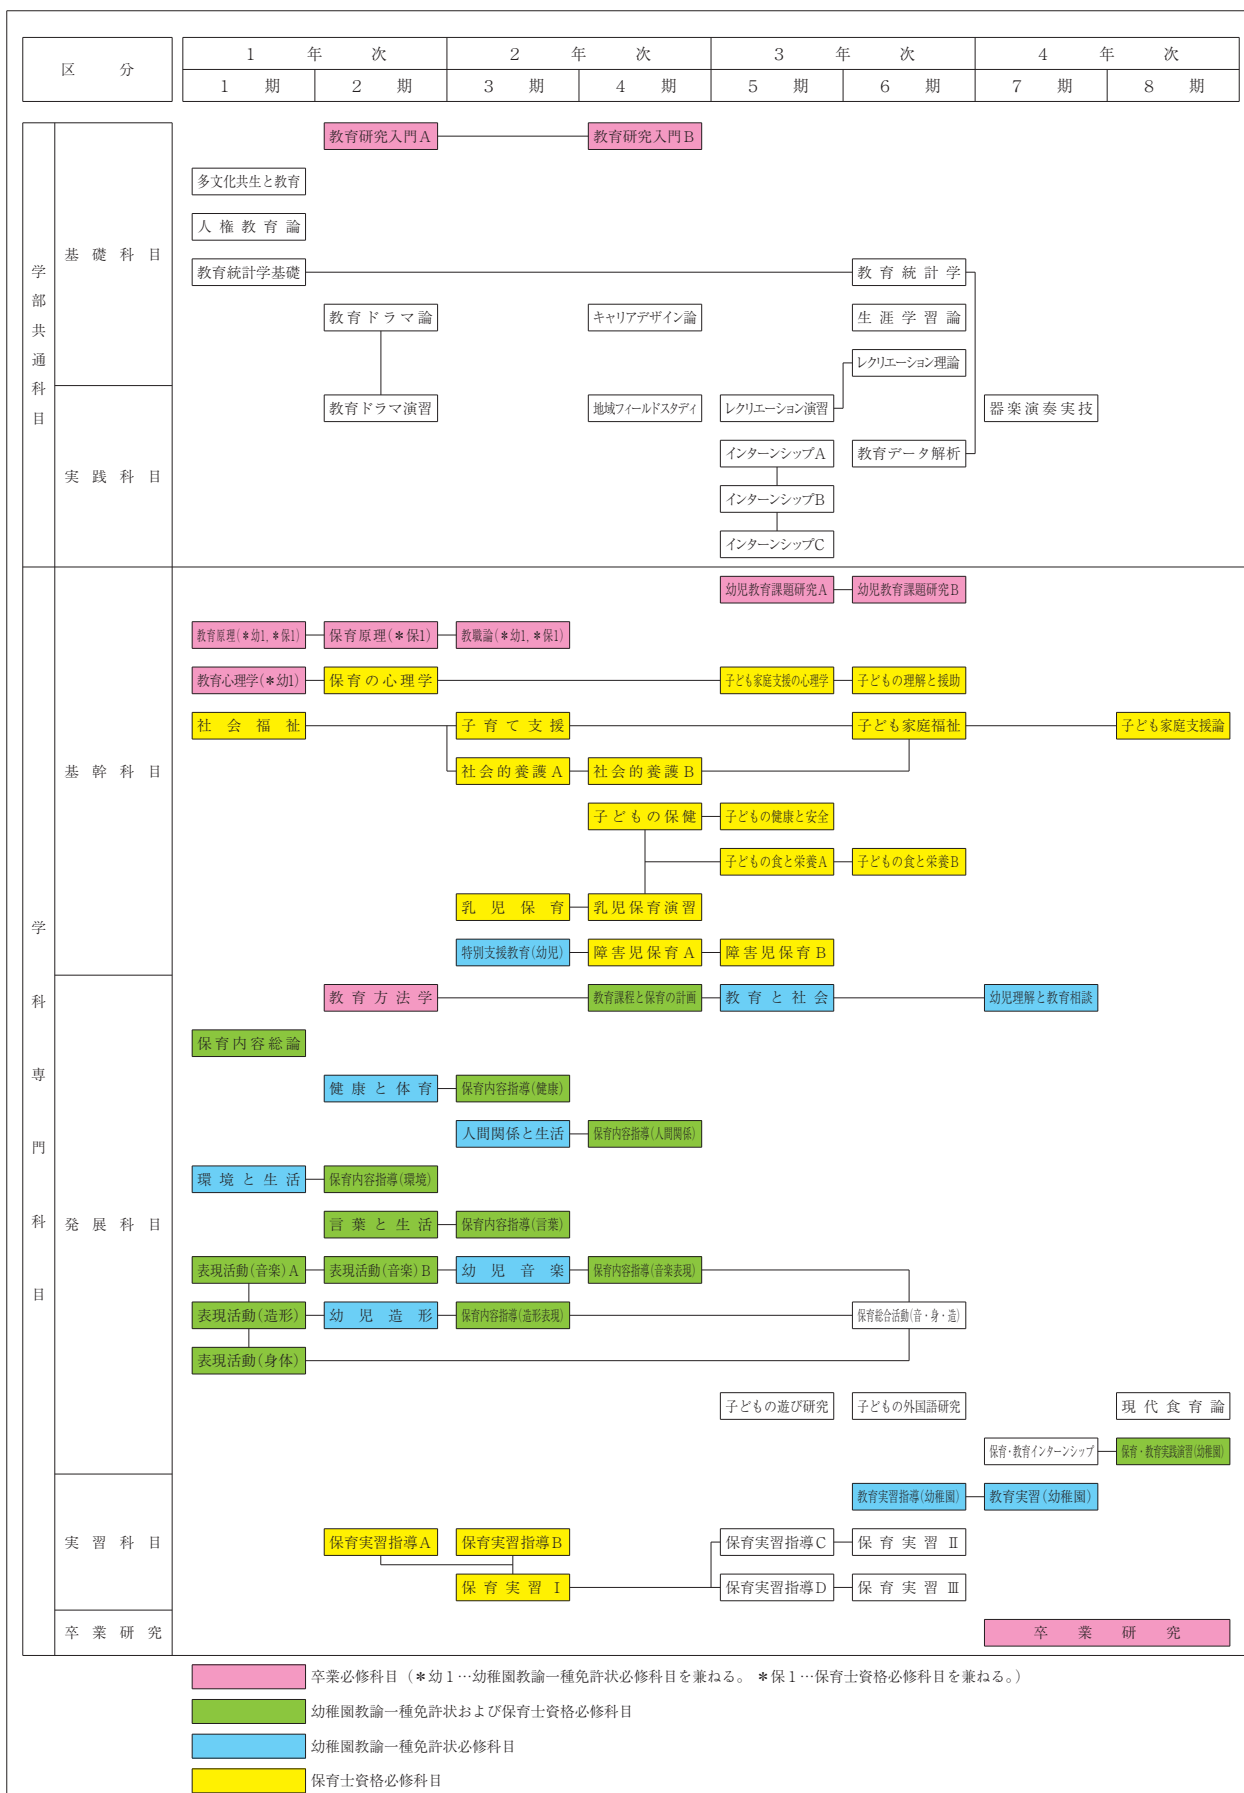 区 分
1 年 次 2 年 次 3 年 次 4 年 次
1 期 2 期 3 期 4 期 5 期 6 期 7 期 8 期
学部共通科目
基 礎 科 目
教育研究入門A 教育研究入門B
多文化共生と教育
人権教育論
教育統計学基礎 教育統計学
教育ドラマ論 キャリアデザイン論 生涯学習論
レクリエーション理論
実 践 科 目
教育ドラマ演習 地域フィールドスタディ レクリエーション演習 器楽演奏実技
インターンシップA 教育データ解析
インターンシップB
インターンシップC
学科専門科目
基 幹 科 目
幼児教育課題研究A 幼児教育課題研究B
教育原理(*幼1, *保1) 保育原理(*保1) 教職論(*幼1, *保1)
教育心理学(*幼1) 保育の心理学 子ども家庭支援の心理学 子どもの理解と援助
社会福祉 子育て支援 子ども家庭福祉 子ども家庭支援論
社会的養護A 社会的養護B
子どもの保健 子どもの健康と安全
子どもの食と栄養A 子どもの食と栄養B
乳児保育 乳児保育演習
特別支援教育(幼児) 障害児保育A 障害児保育B
発 展 科 目
教育方法学 教育課程と保育の計画 教育と社会 幼児理解と教育相談
保育内容総論
健康と体育 保育内容指導(健康)
人間関係と生活 保育内容指導(人間関係)
環境と生活 保育内容指導(環境)
言葉と生活 保育内容指導(言葉)
表現活動(音楽)A 表現活動(音楽)B 幼児音楽 保育内容指導(音楽表現)
表現活動(造形) 幼児造形 保育内容指導(造形表現) 保育総合活動(音・身・造)
表現活動(身体)
子どもの遊び研究 子どもの外国語研究 現代食育論
保育・教育インターンシップ 保育・教育実践演習(幼稚園)
実 習 科 目
教育実習指導(幼稚園) 教育実習(幼稚園)
保育実習指導A 保育実習指導B 保育実習指導C 保育実習Ⅱ
保育実習Ⅰ 保育実習指導D 保育実習Ⅲ
卒 業 研 究
卒 業 研 究
卒業必修科目（*幼1…幼稚園教諭一種免許状必修科目を兼ねる。 *保1…保育士資格必修科目を兼ねる。）
幼稚園教諭一種免許状および保育士資格必修科目
幼稚園教諭一種免許状必修科目
保育士資格必修科目